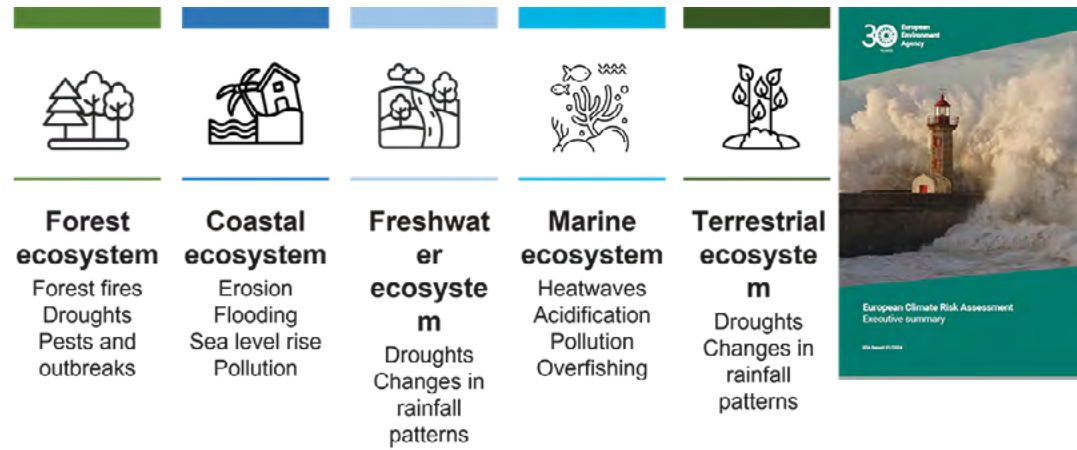 Forest
ecosystem
Forest fires
Droughts
Pests and
outbreaks
Coastal
ecosystem
Erosion
Flooding
Sea level rise
Pollution
Freshwat
er
ecosyste
m
Droughts
Changes in
rainfall
patterns
Marine
ecosystem
Heatwaves
Acidification
Pollution
Overfishing
Terrestrial
ecosyste
m
Droughts
Changes in
rainfall
patterns
30
European
Environment
Agency
European Climate Risk Assessment
Executive summary